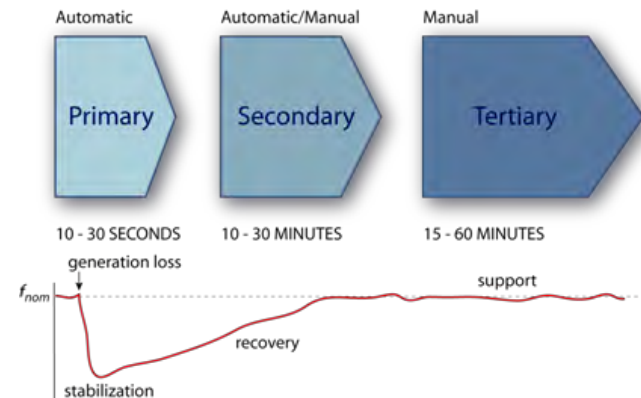 Automatic
Automatic/Manual
Manual
Primary
Secondary
Tertiary
10 - 30 SECONDS
10 - 30 MINUTES
15 - 60 MINUTES
generation loss
support
fnom
recovery
stabilization